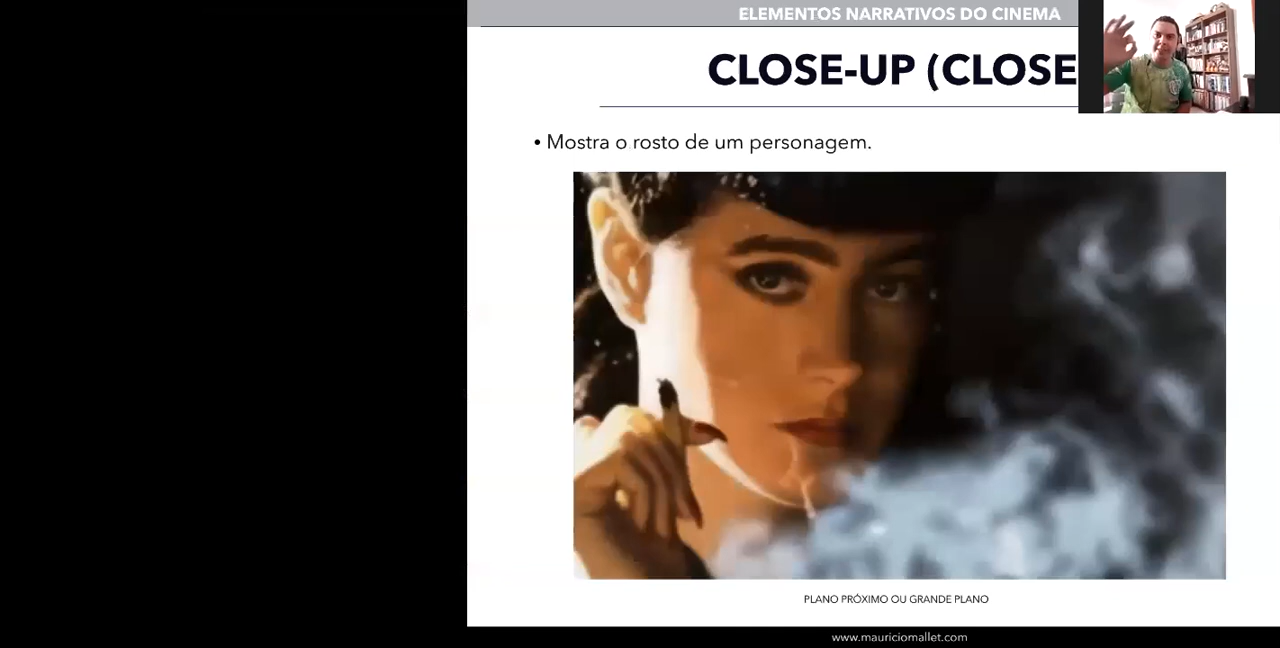 ELEMENTOS NARRATIVOS DO CINEMA
CLOSE-UP (CLOSE
• Mostra o rosto de um personagem.
PLANO PRÓXIMO OU GRANDE PLANO
www.mauriciomallet.com